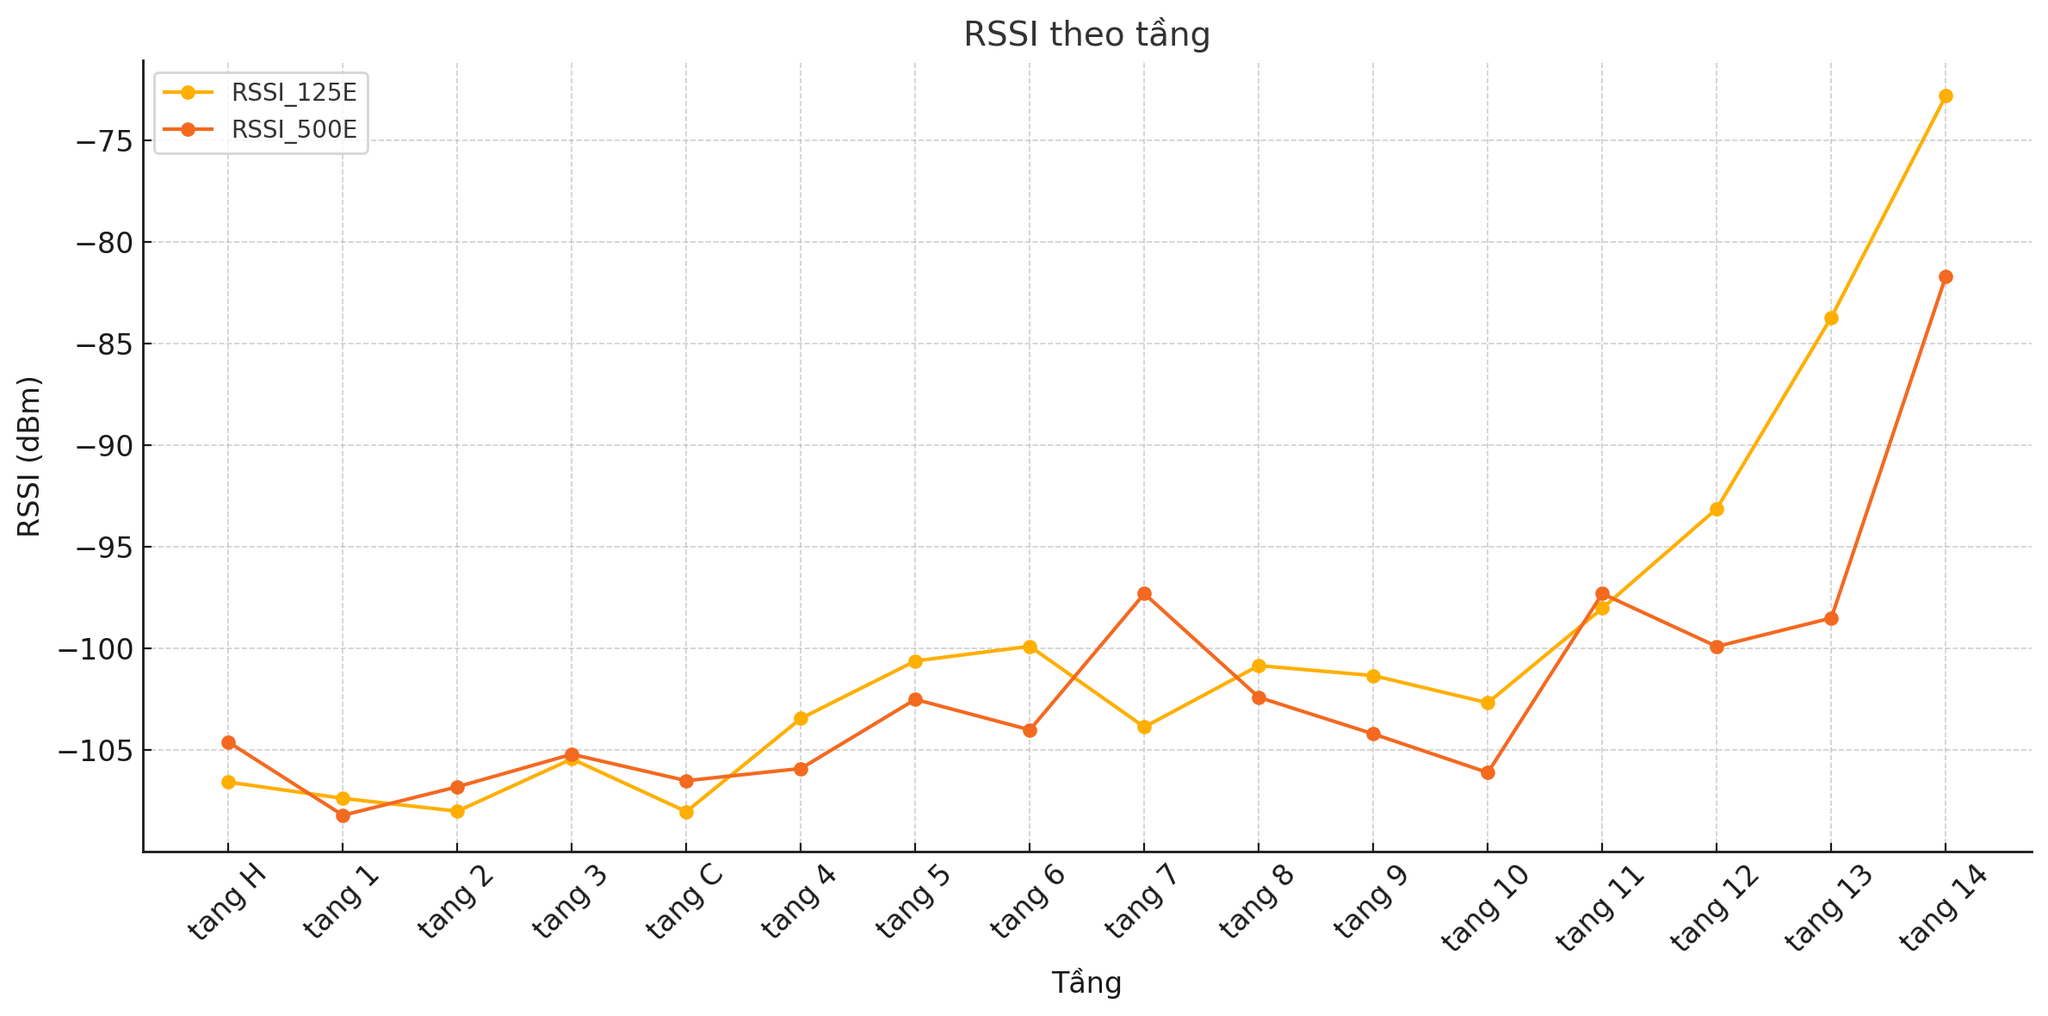 RSSI theo tầng
RSSI_125E
RSSI_500E
RSSI (dBm)
−75
−80
−85
−90
−95
−100
−105
tang H
tang 1
tang 2
tang 3
tang C
tang 4
tang 5
tang 6
tang 7
tang 8
tang 9
tang 10
tang 11
tang 12
tang 13
tang 14
Tầng